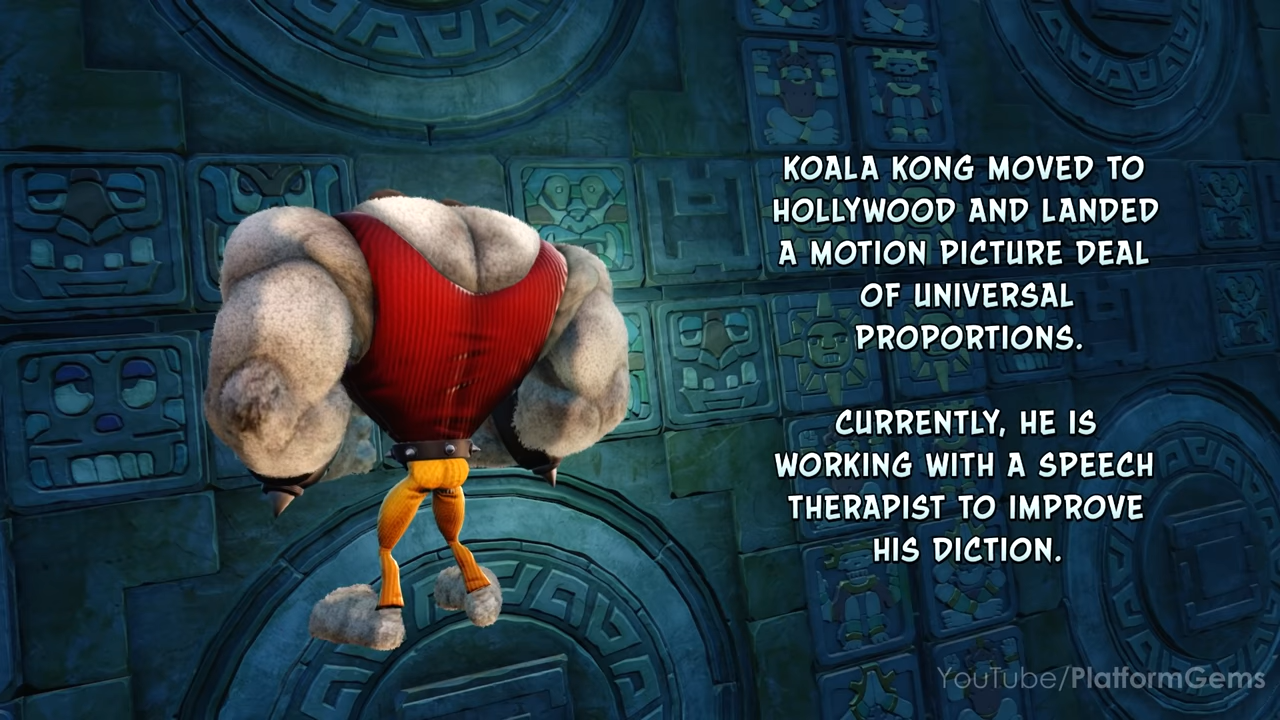 KOALA KONG MOVED TO
HOLLYWOOD AND LANDED
A MOTION PICTURE DEAL
OF UNIVERSAL
PROPORTIONS.
CURRENTLY, HE IS
WORKING WITH A SPEECH
THERAPIST TO IMPROVE
HIS DICTION.
YouTube/PlatformGems